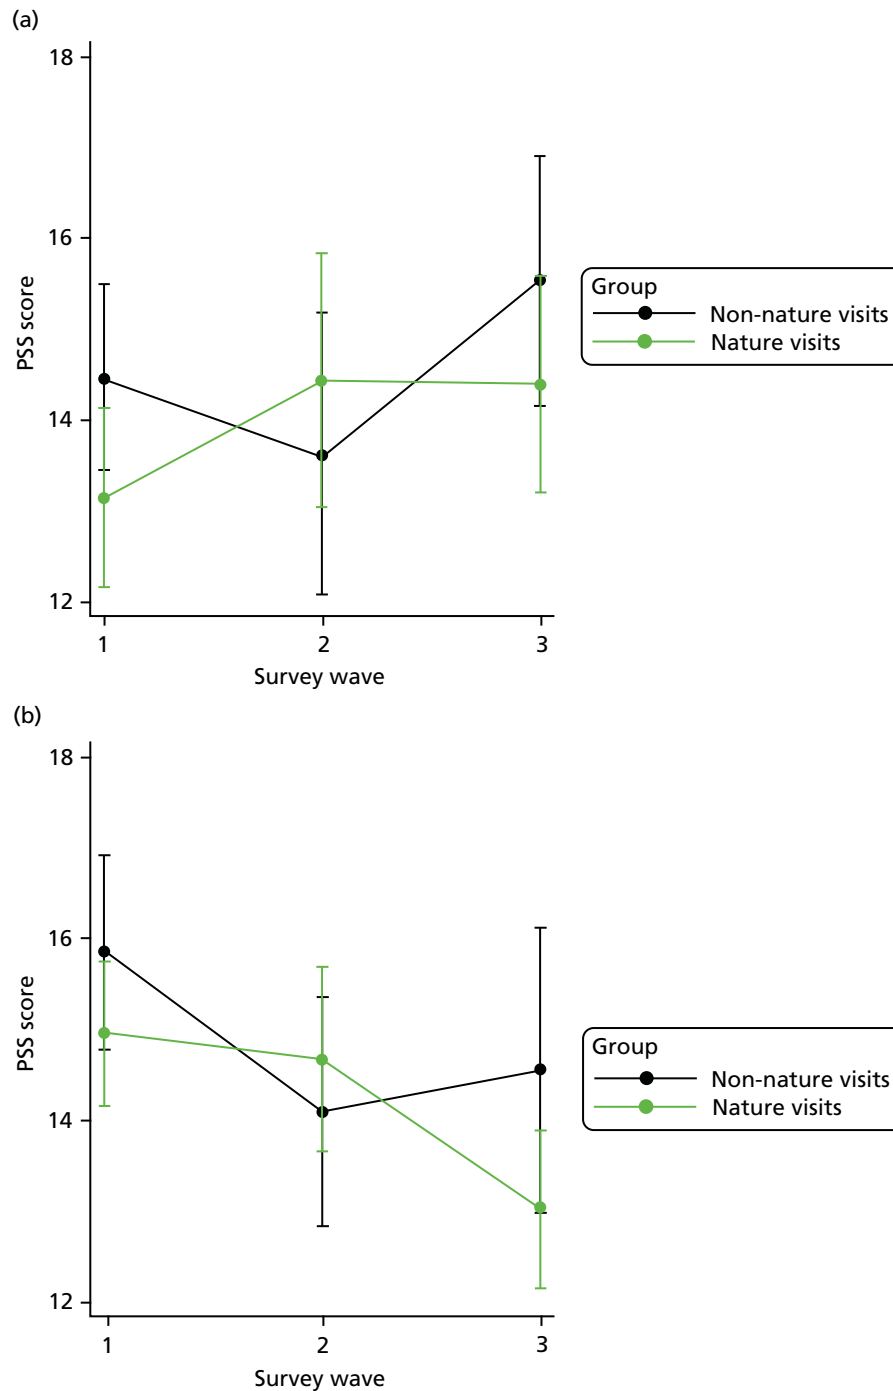 (a)
18
16
14
12
PSS score
1 2 3
Survey wave
Group
Non-nature visits
Nature visits
(b)
18
16
14
12
PSS score
1 2 3
Survey wave
Group
Non-nature visits
Nature visits